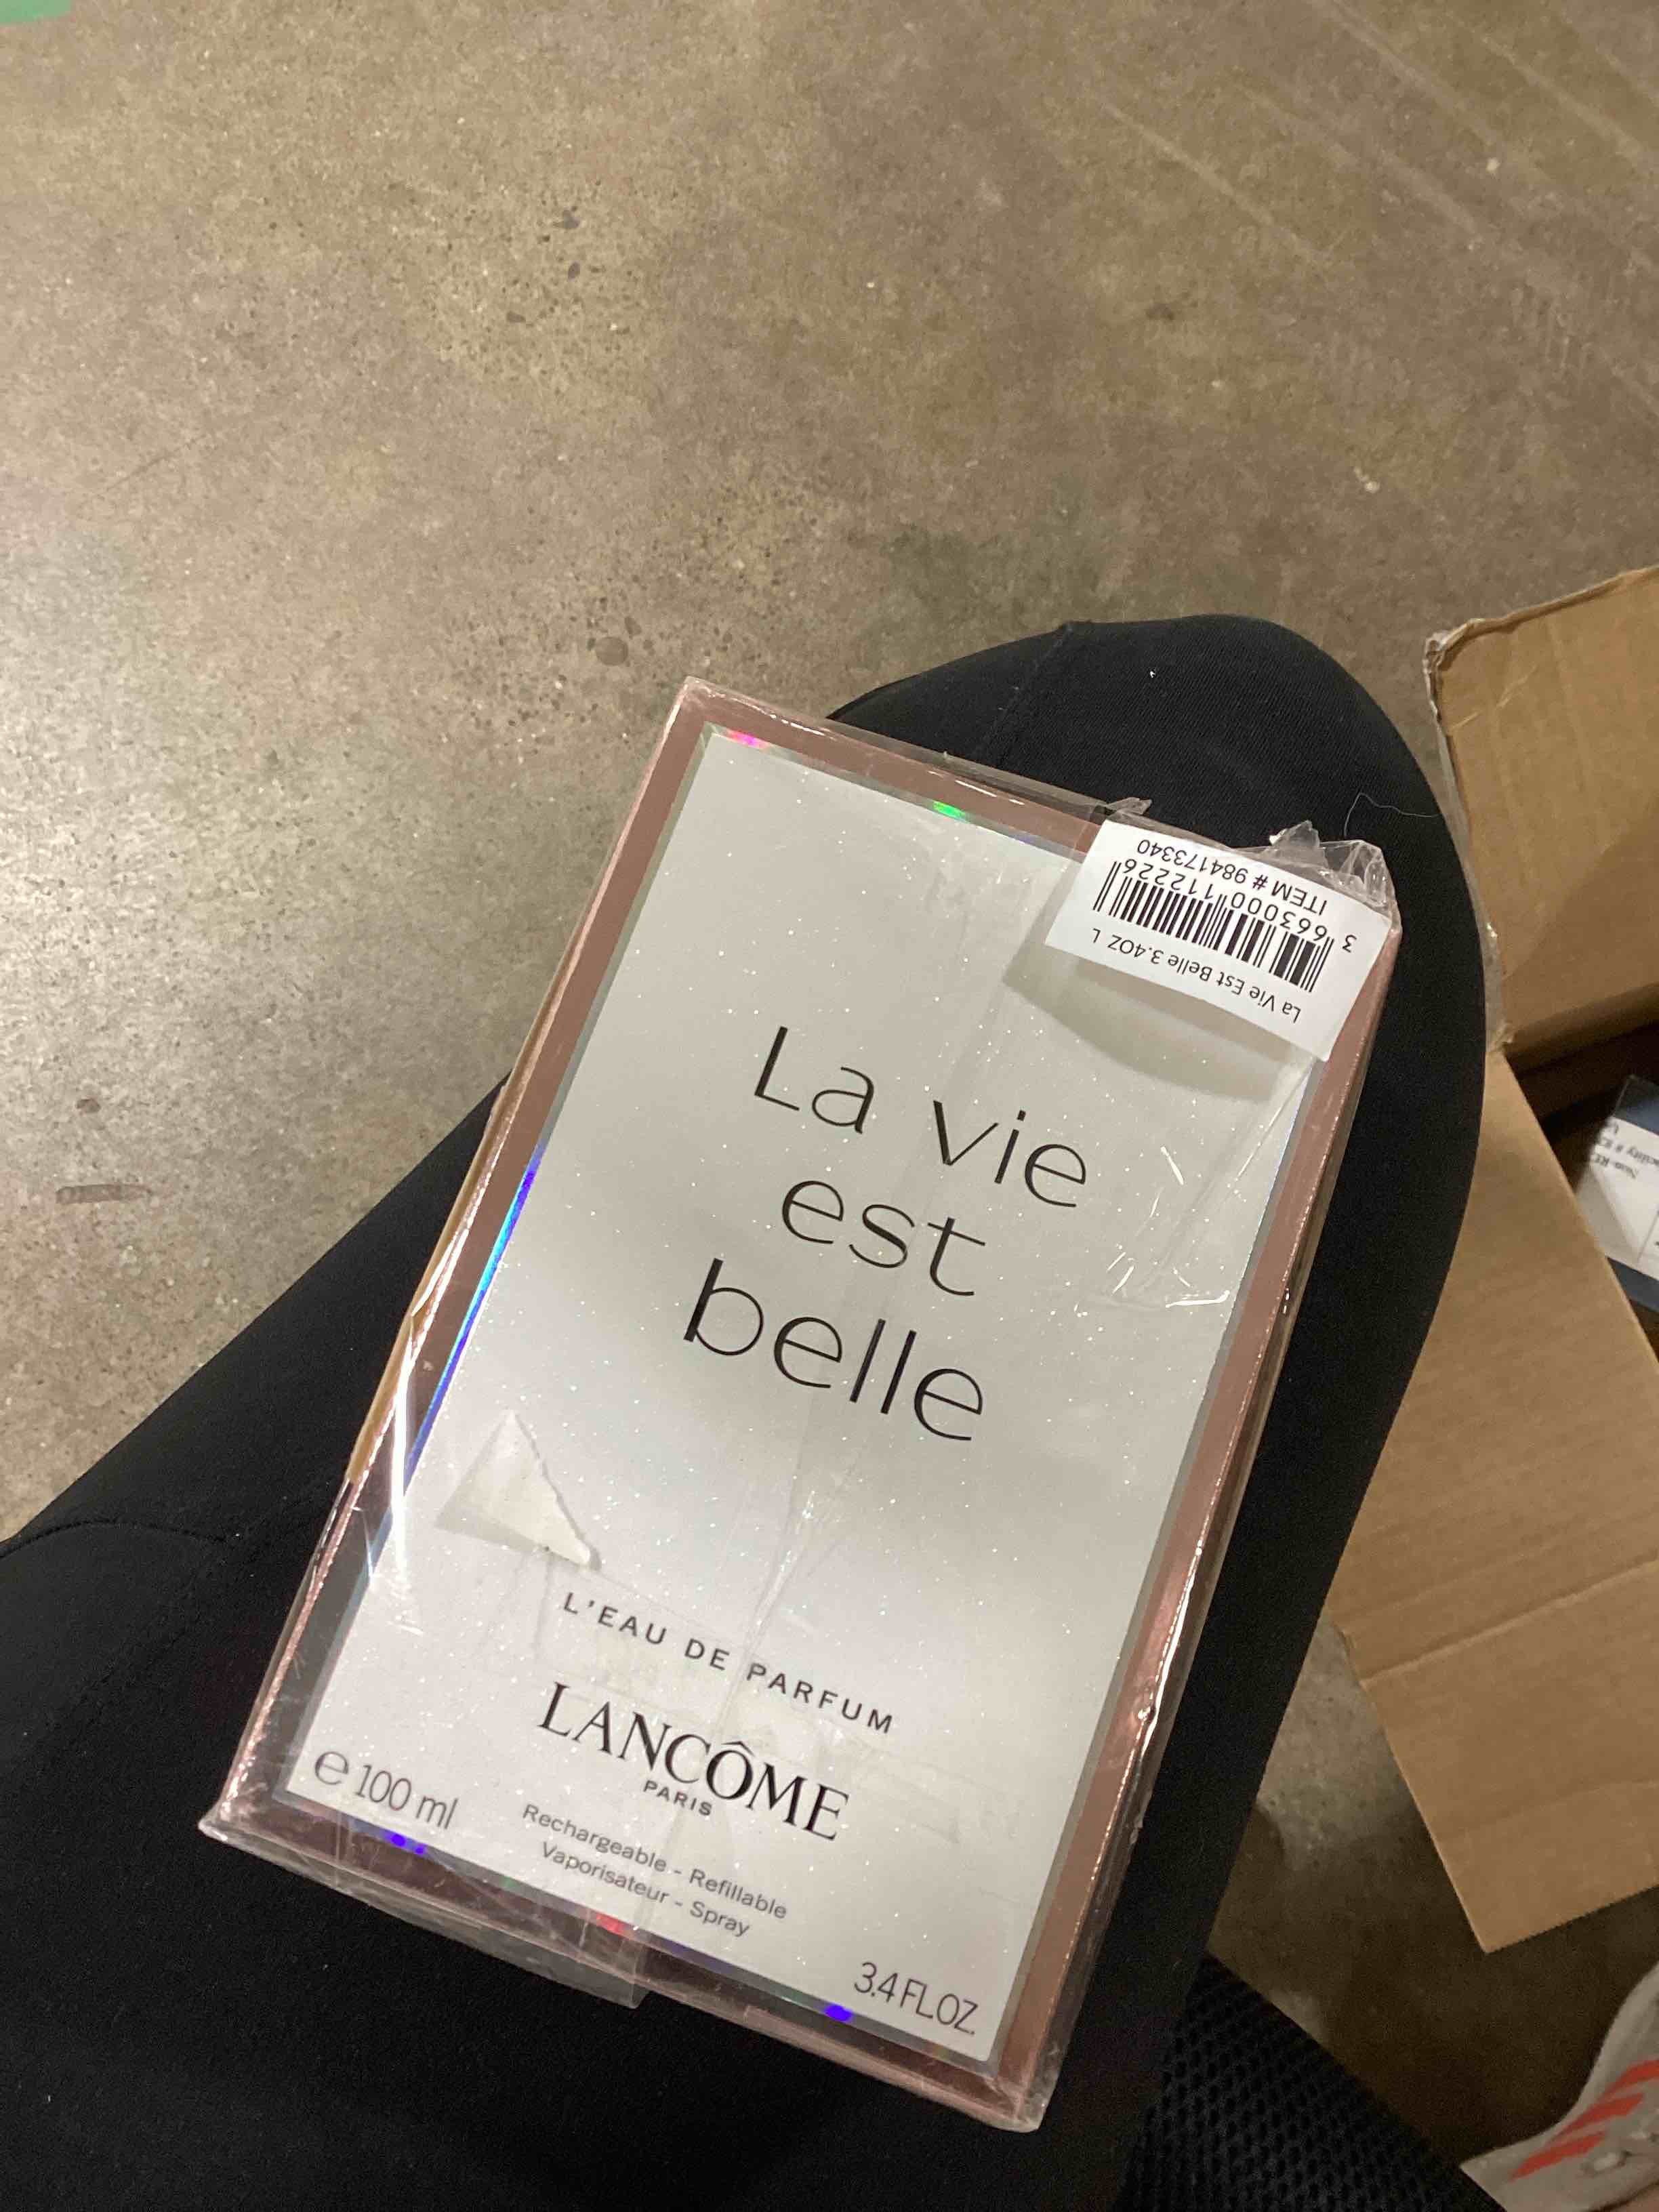 La Vie Est Belle 3.4OZ L
3 663000 112226
ITEM # 984173340
La vie
est
belle
L'EAU DE PARFUM
LANCÔME
PARIS
Rechargeable - Refillable
Vaporisateur - Spray
e 100 ml
3.4 FL.OZ.